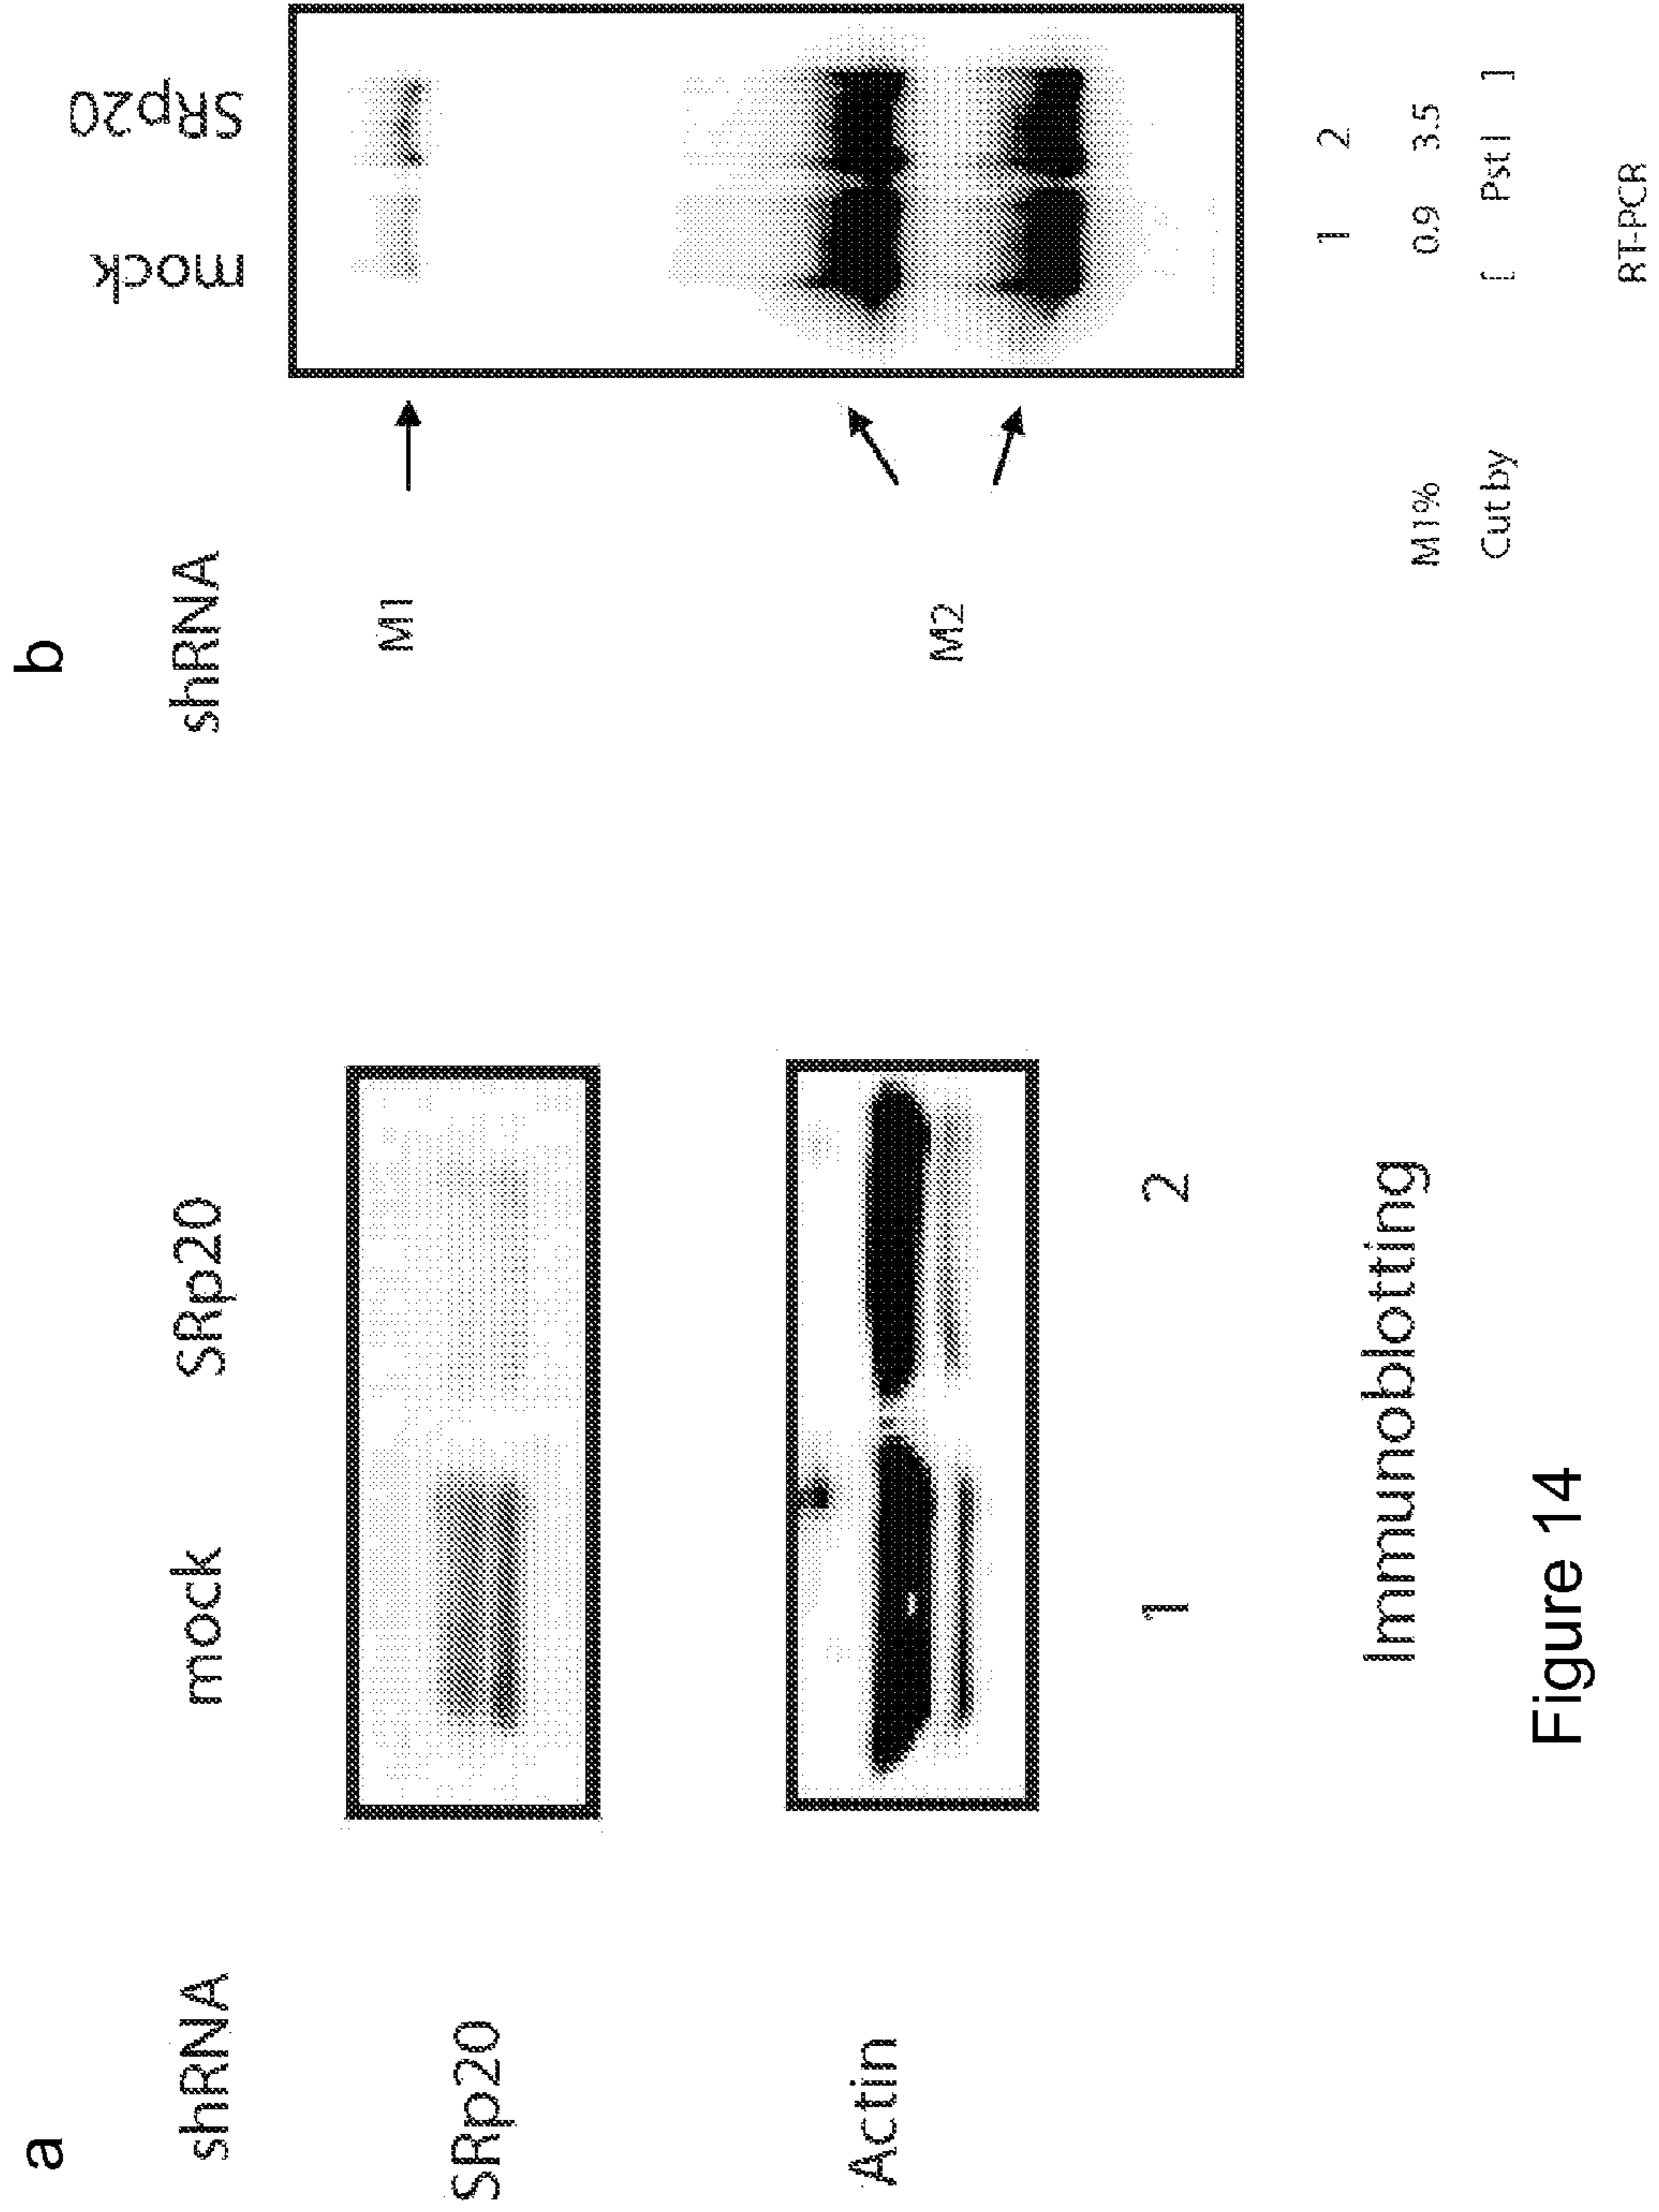 a
shRNA mock SRp20
SRp20
Actin
1 2
Immunoblotting
b
shRNA mock SRp20
M1
M2
1 2
M1% 0.9 3.5
Cut by [ Pst I ]
RT-PCR
Figure 14